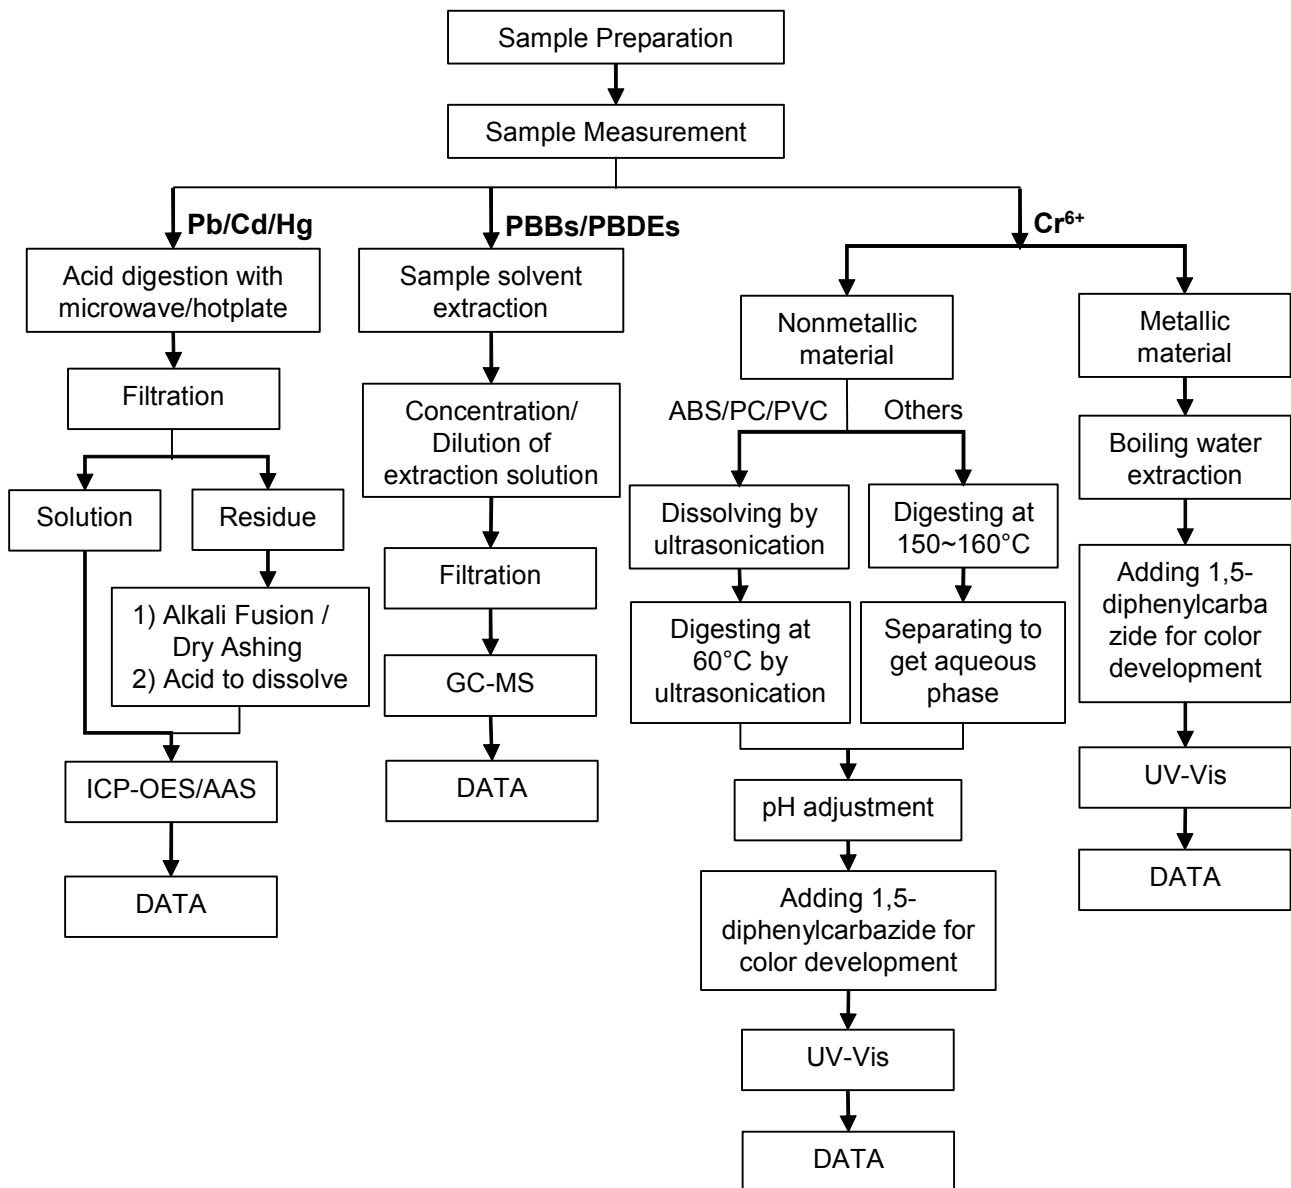 Sample Preparation
Sample Measurement
Pb/Cd/Hg
PBBs/PBDEs
Cr⁶⁺
Acid digestion with
microwave/hotplate
Filtration
Solution
Residue
1) Alkali Fusion /
Dry Ashing
2) Acid to dissolve
ICP-OES/AAS
DATA
Sample solvent
extraction
Concentration/
Dilution of
extraction solution
Filtration
GC-MS
DATA
Nonmetallic
material
ABS/PC/PVC
Others
Dissolving by
ultrasonication
Digesting at
60°C by
ultrasonication
Digesting at
150~160°C
Separating to
get aqueous
phase
pH adjustment
Adding 1,5-
diphenylcarbazide for
color development
UV-Vis
DATA
Metallic
material
Boiling water
extraction
Adding 1,5-
diphenylcarba
zide for color
development
UV-Vis
DATA